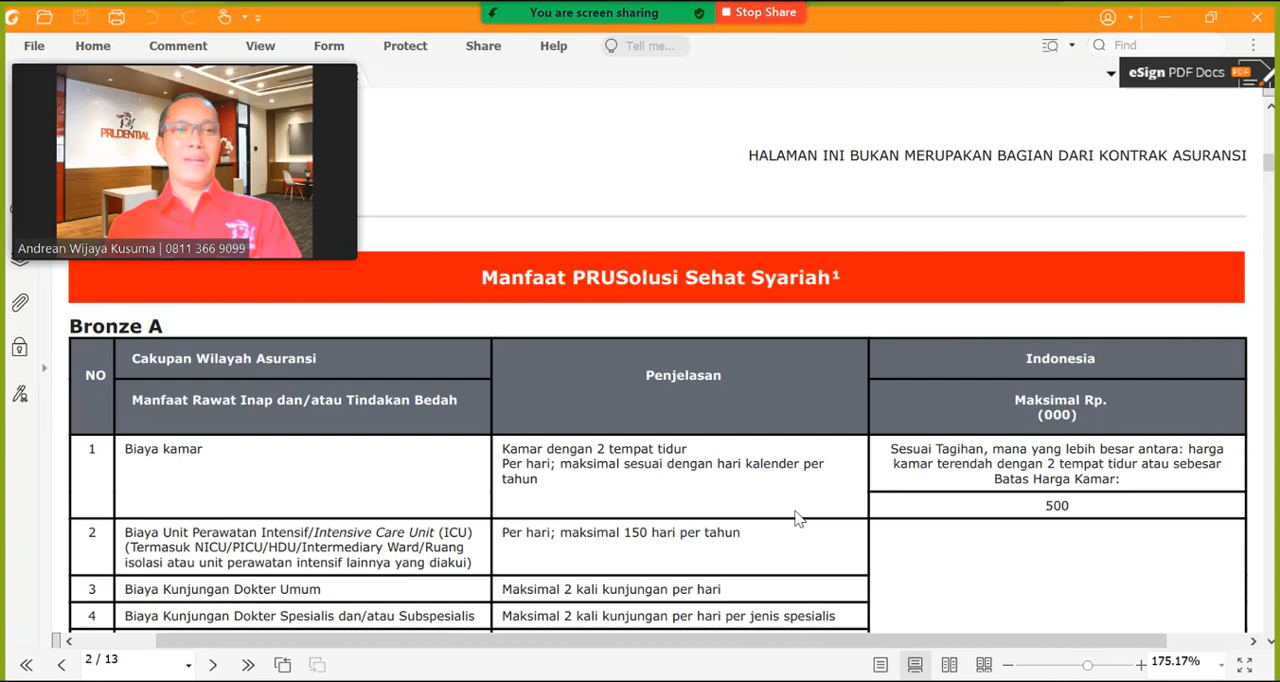 You are screen sharing
Stop Share
File
Home
Comment
View
Form
Protect
Share
Help
Tell me...
Find
eSign PDF Docs
PDF
PRUDENTIAL
Andrean Wijaya Kusuma | 0811 366 9099
HALAMAN INI BUKAN MERUPAKAN BAGIAN DARI KONTRAK ASURANSI
Manfaat PRUSolusi Sehat Syariah¹
Bronze A
NO
Cakupan Wilayah Asuransi
Manfaat Rawat Inap dan/atau Tindakan Bedah
Penjelasan
Indonesia
Maksimal Rp.
(000)
1
Biaya kamar
Kamar dengan 2 tempat tidur
Per hari; maksimal sesuai dengan hari kalender per
tahun
Sesuai Tagihan, mana yang lebih besar antara: harga
kamar terendah dengan 2 tempat tidur atau sebesar
Batas Harga Kamar:
500
2
Biaya Unit Perawatan Intensif/Intensive Care Unit (ICU)
(Termasuk NICU/PICU/HDU/Intermediary Ward/Ruang
isolasi atau unit perawatan intensif lainnya yang diakui)
Per hari; maksimal 150 hari per tahun
3
Biaya Kunjungan Dokter Umum
Maksimal 2 kali kunjungan per hari
4
Biaya Kunjungan Dokter Spesialis dan/atau Subspesialis
Maksimal 2 kali kunjungan per hari per jenis spesialis
2 / 13
175.17%